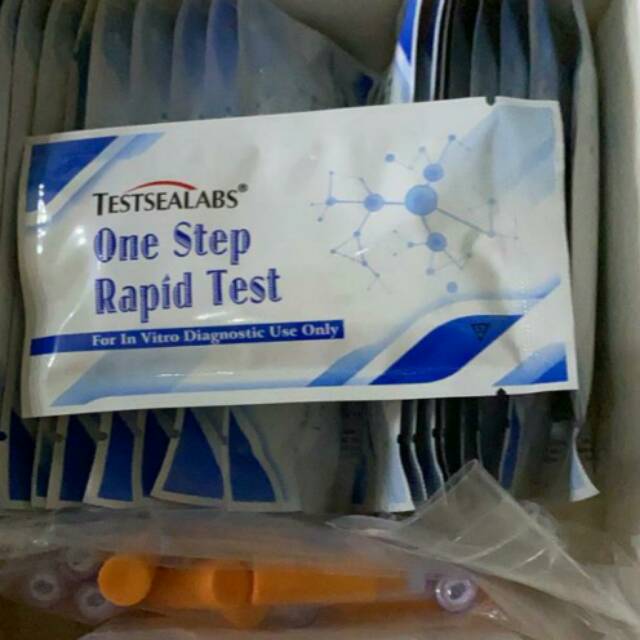 TESTSEALABS®
One Step
Rapid Test
For In Vitro Diagnostic Use Only